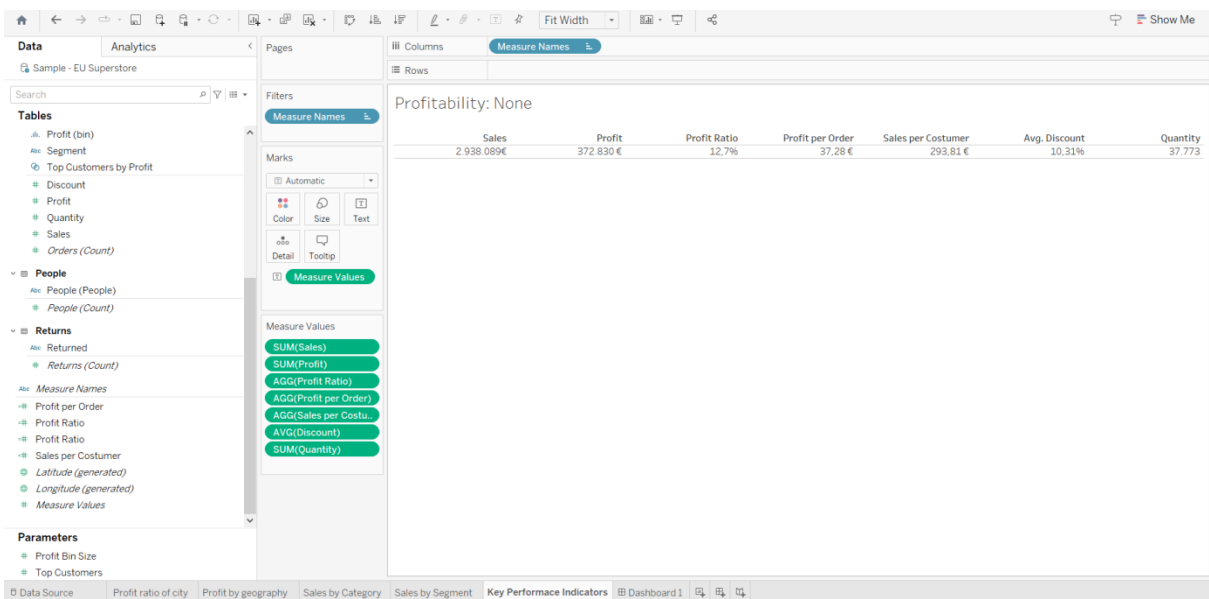 Fit Width
Show Me
Data
Analytics
Pages
iii Columns
Measure Names
Sample - EU Superstore
Rows
Search
Filters
Measure Names
Profitability: None
Tables
Profit (bin)
Abc Segment
Top Customers by Profit
# Discount
# Profit
# Quantity
# Sales
# Orders (Count)
People
Abc People (People)
# People (Count)
Returns
Abc Returned
# Returns (Count)
Abc Measure Names
=# Profit per Order
=# Profit Ratio
=# Profit Ratio
=# Sales per Costumer
Latitude (generated)
Longitude (generated)
# Measure Values
Parameters
# Profit Bin Size
# Top Customers
Marks
T Automatic
Color Size Text
Detail Tooltip
Measure Values
Measure Values
SUM(Sales)
SUM(Profit)
AGG(Profit Ratio)
AGG(Profit per Order)
AGG(Sales per Costu..
AVG(Discount)
SUM(Quantity)
Sales Profit Profit Ratio Profit per Order Sales per Costumer Avg. Discount Quantity
2.938.089€ 372.830 € 12,7% 37,28 € 293,81 € 10,31% 37.773
Data Source Profit ratio of city Profit by geography Sales by Category Sales by Segment Key Performace Indicators Dashboard 1